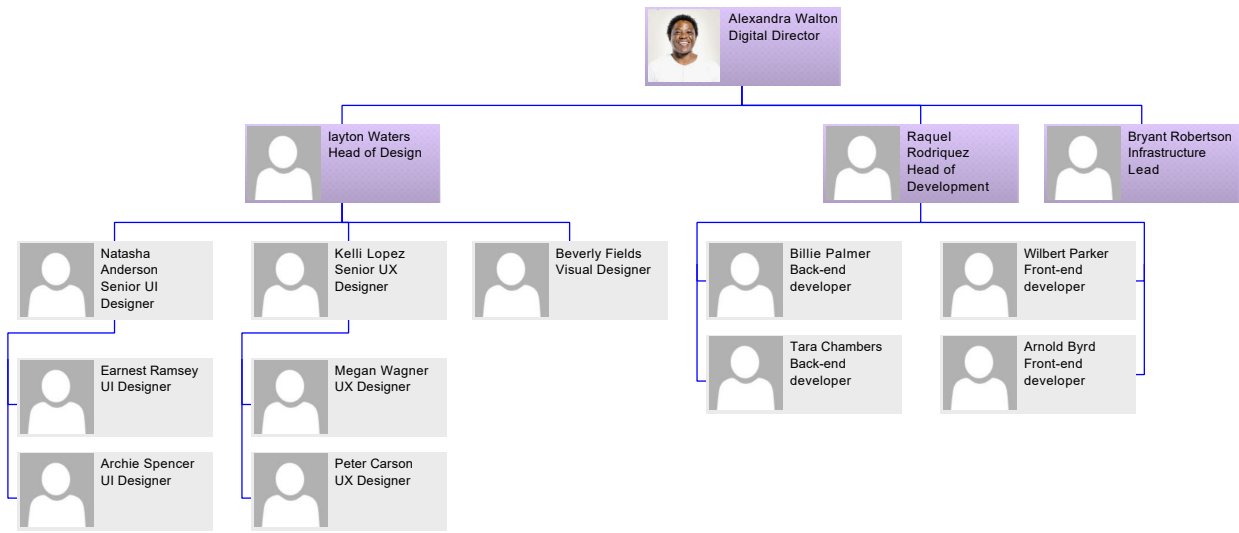 Alexandra Walton
Digital Director
layton Waters
Head of Design
Raquel
Rodriquez
Head of
Development
Bryant Robertson
Infrastructure
Lead
Natasha
Anderson
Senior UI
Designer
Kelli Lopez
Senior UX
Designer
Beverly Fields
Visual Designer
Billie Palmer
Back-end
developer
Wilbert Parker
Front-end
developer
Earnest Ramsey
UI Designer
Megan Wagner
UX Designer
Tara Chambers
Back-end
developer
Arnold Byrd
Front-end
developer
Archie Spencer
UI Designer
Peter Carson
UX Designer